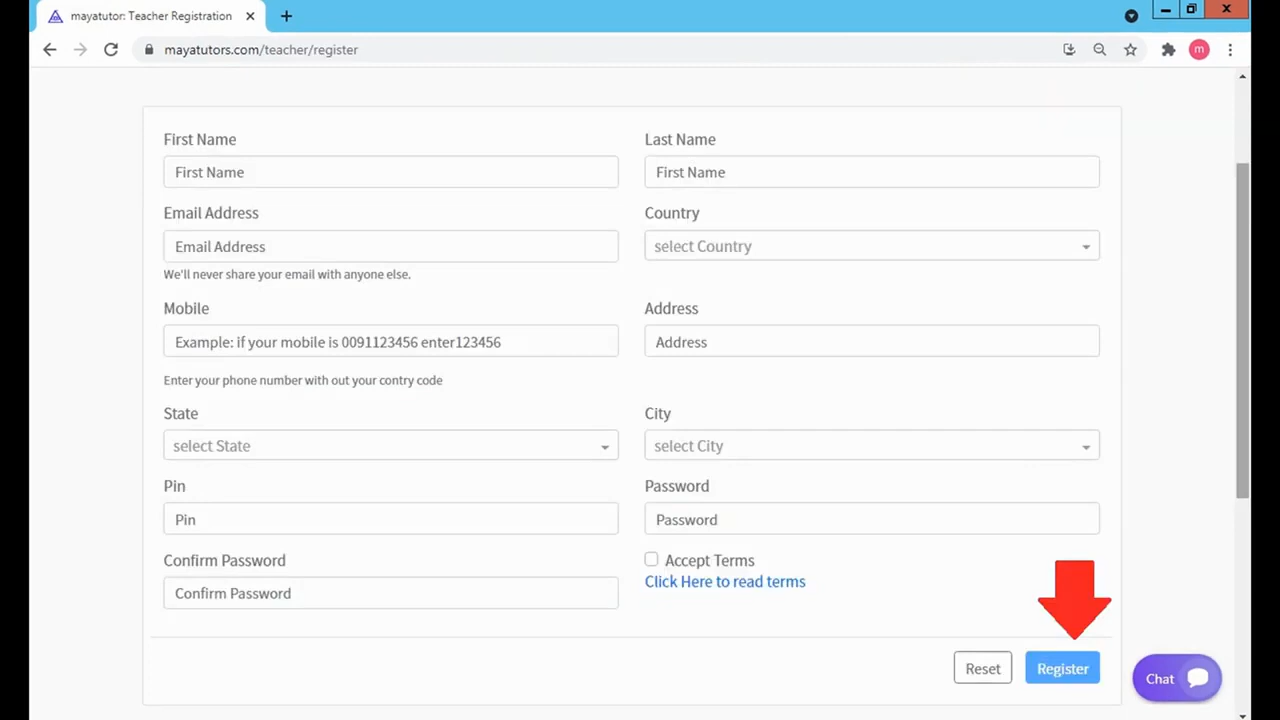 mayatutor: Teacher Registration
mayatutors.com/teacher/register
m
First Name
Last Name
First Name
First Name
Email Address
Country
Email Address
select Country
We'll never share your email with anyone else.
Mobile
Address
Example: if your mobile is 0091123456 enter123456
Address
Enter your phone number with out your contry code
State
City
select State
select City
Pin
Password
Pin
Password
Confirm Password
Accept Terms
Confirm Password
Click Here to read terms
Reset
Register
Chat